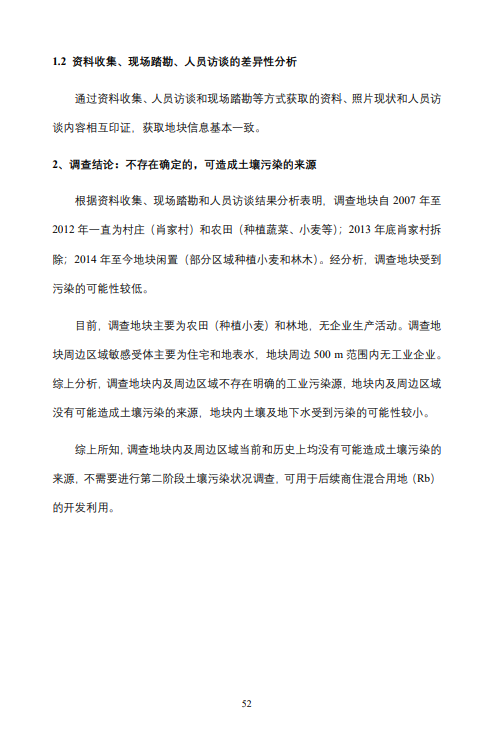 1.2 资料收集、现场踏勘、人员访谈的差异性分析
通过资料收集、人员访谈和现场踏勘等方式获取的资料、照片现状和人员访
谈内容相互印证，获取地块信息基本一致。
2、调查结论：不存在确定的，可造成土壤污染的来源
根据资料收集、现场踏勘和人员访谈结果分析表明，调查地块自 2007 年至
2012 年一直为村庄（肖家村）和农田（种植蔬菜、小麦等）；2013 年底肖家村拆
除；2014 年至今地块闲置（部分区域种植小麦和林木）。经分析，调查地块受到
污染的可能性较低。
目前，调查地块主要为农田（种植小麦）和林地，无企业生产活动。调查地
块周边区域敏感受体主要为住宅和地表水，地块周边 500 m 范围内无工业企业。
综上分析，调查地块内及周边区域不存在明确的工业污染源，地块内及周边区域
没有可能造成土壤污染的来源，地块内土壤及地下水受到污染的可能性较小。
综上所知，调查地块内及周边区域当前和历史上均没有可能造成土壤污染的
来源，不需要进行第二阶段土壤污染状况调查，可用于后续商住混合用地（Rb）
的开发利用。
52